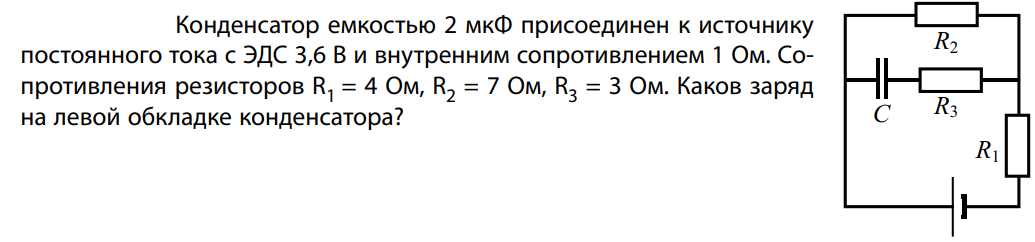 Конденсатор емкостью 2 мкФ присоединен к источнику
постоянного тока с ЭДС 3,6 В и внутренним сопротивлением 1 Ом. Со-
противления резисторов R₁ = 4 Ом, R₂ = 7 Ом, R₃ = 3 Ом. Каков заряд
на левой обкладке конденсатора?
R₂
C
R₃
R₁